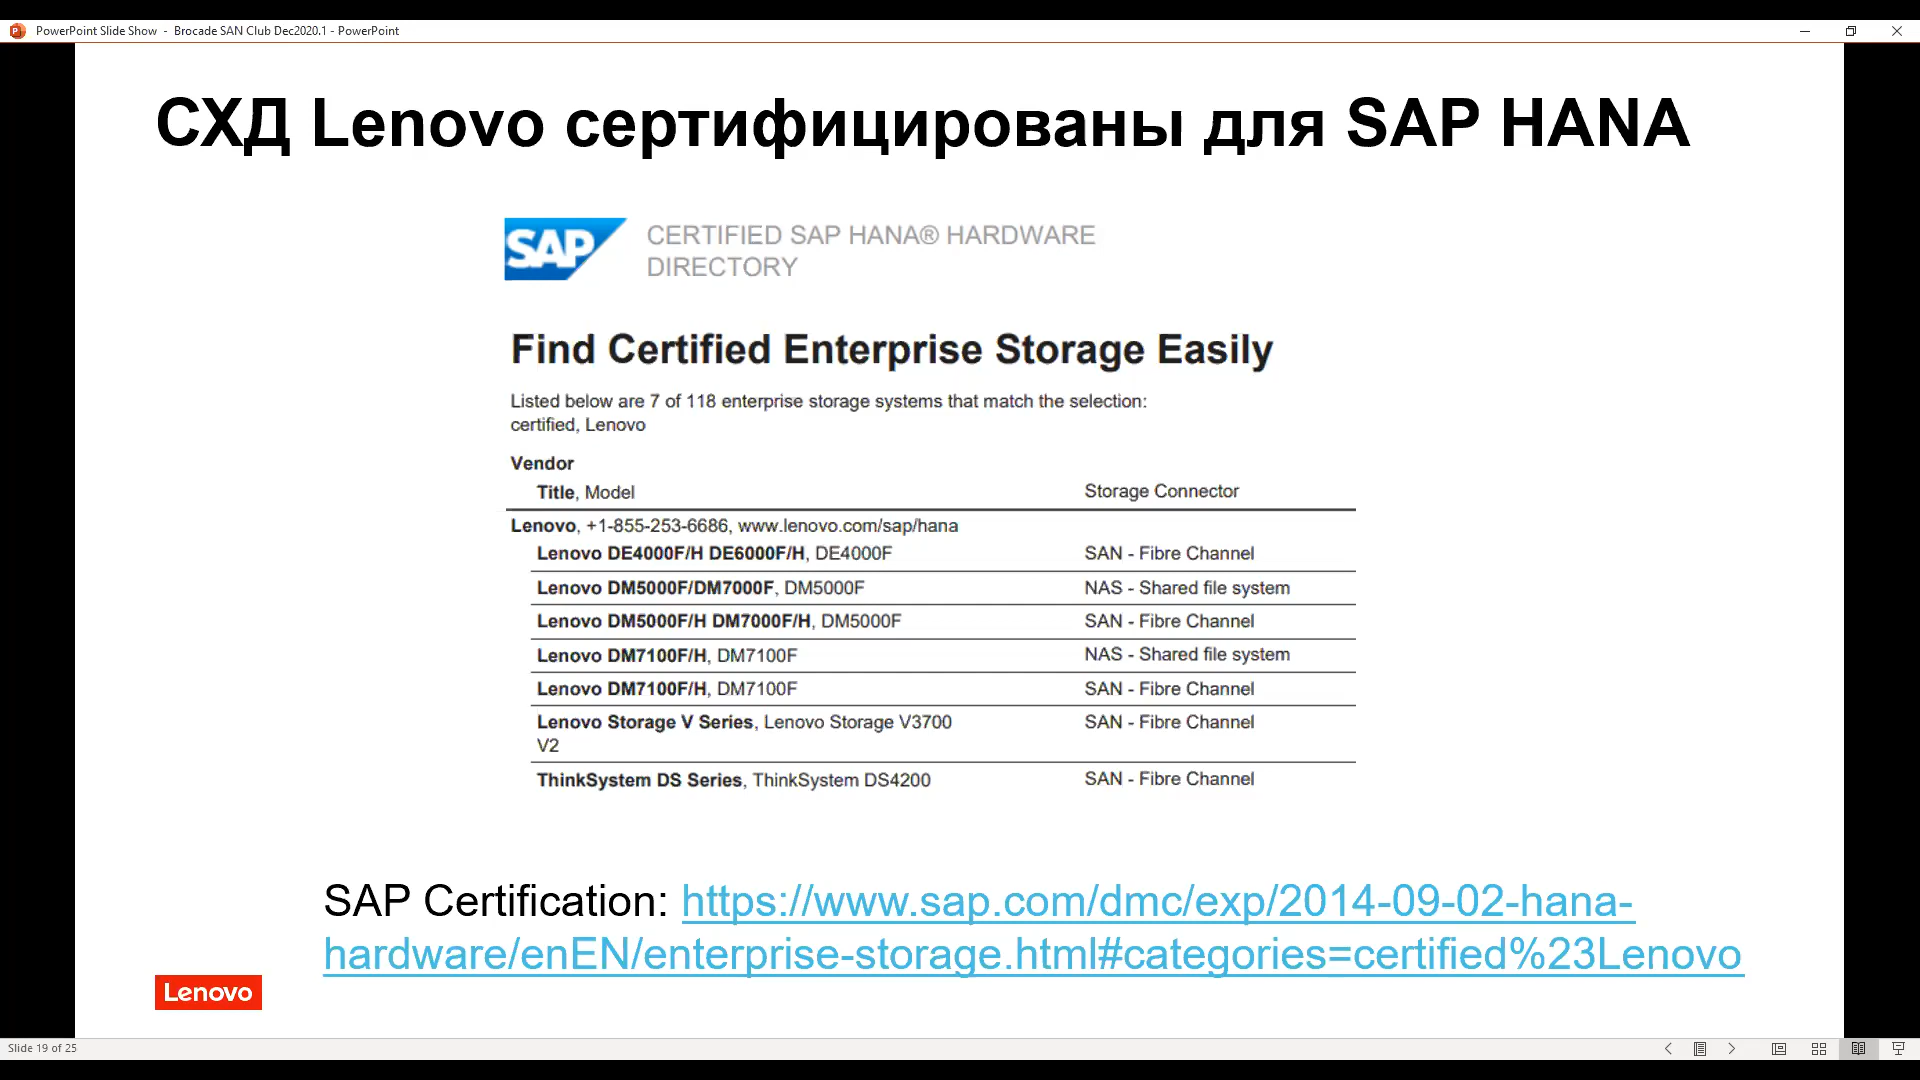 PowerPoint Slide Show - Brocade SAN Club Dec2020.1 - PowerPoint
СХД Lenovo сертифицированы для SAP HANA
SAP
CERTIFIED SAP HANA® HARDWARE
DIRECTORY
Find Certified Enterprise Storage Easily
Listed below are 7 of 118 enterprise storage systems that match the selection:
certified, Lenovo
Vendor
Title, Model Storage Connector
Lenovo, +1-855-253-6686, www.lenovo.com/sap/hana
Lenovo DE4000F/H DE6000F/H, DE4000F SAN - Fibre Channel
Lenovo DM5000F/DM7000F, DM5000F NAS - Shared file system
Lenovo DM5000F/H DM7000F/H, DM5000F SAN - Fibre Channel
Lenovo DM7100F/H, DM7100F NAS - Shared file system
Lenovo DM7100F/H, DM7100F SAN - Fibre Channel
Lenovo Storage V Series, Lenovo Storage V3700 SAN - Fibre Channel
V2
ThinkSystem DS Series, ThinkSystem DS4200 SAN - Fibre Channel
SAP Certification: https://www.sap.com/dmc/exp/2014-09-02-hana-
hardware/enEN/enterprise-storage.html#categories=certified%23Lenovo
Lenovo
Slide 19 of 25